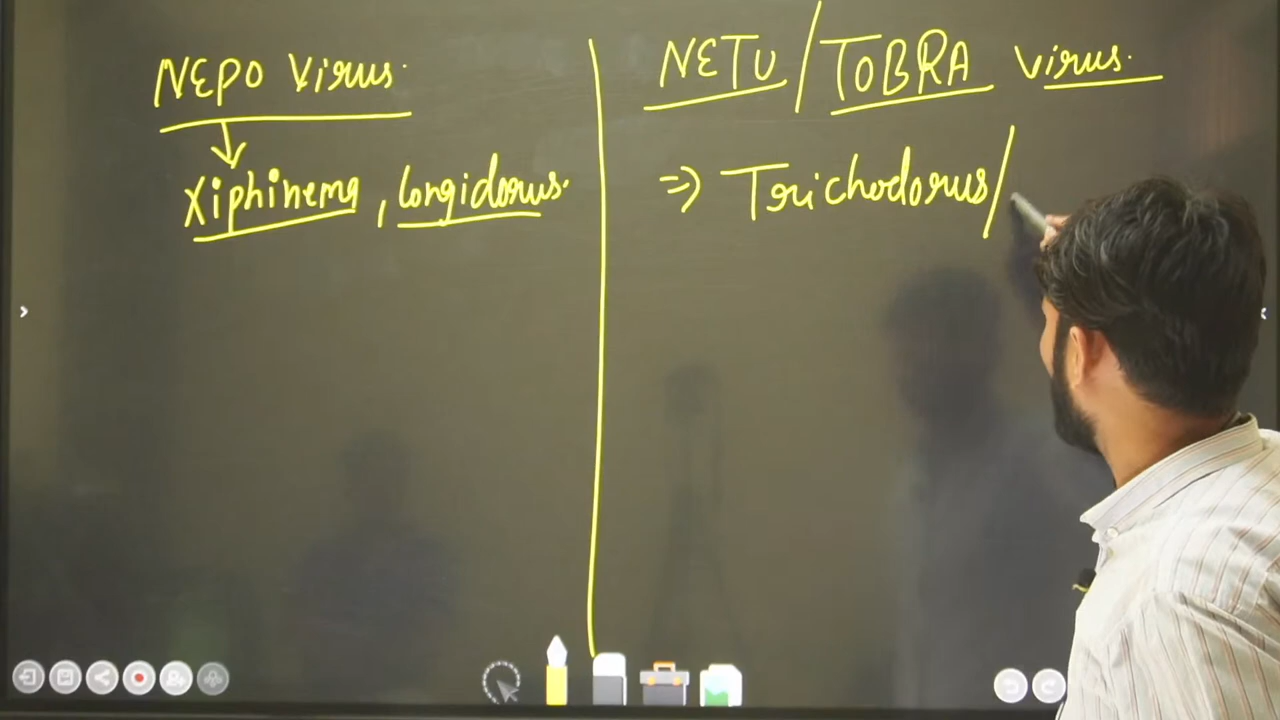 NEPO Virus.
Xiphinema, Longidorus.
NETU/TOBRA Virus.
=> Trichodorus/